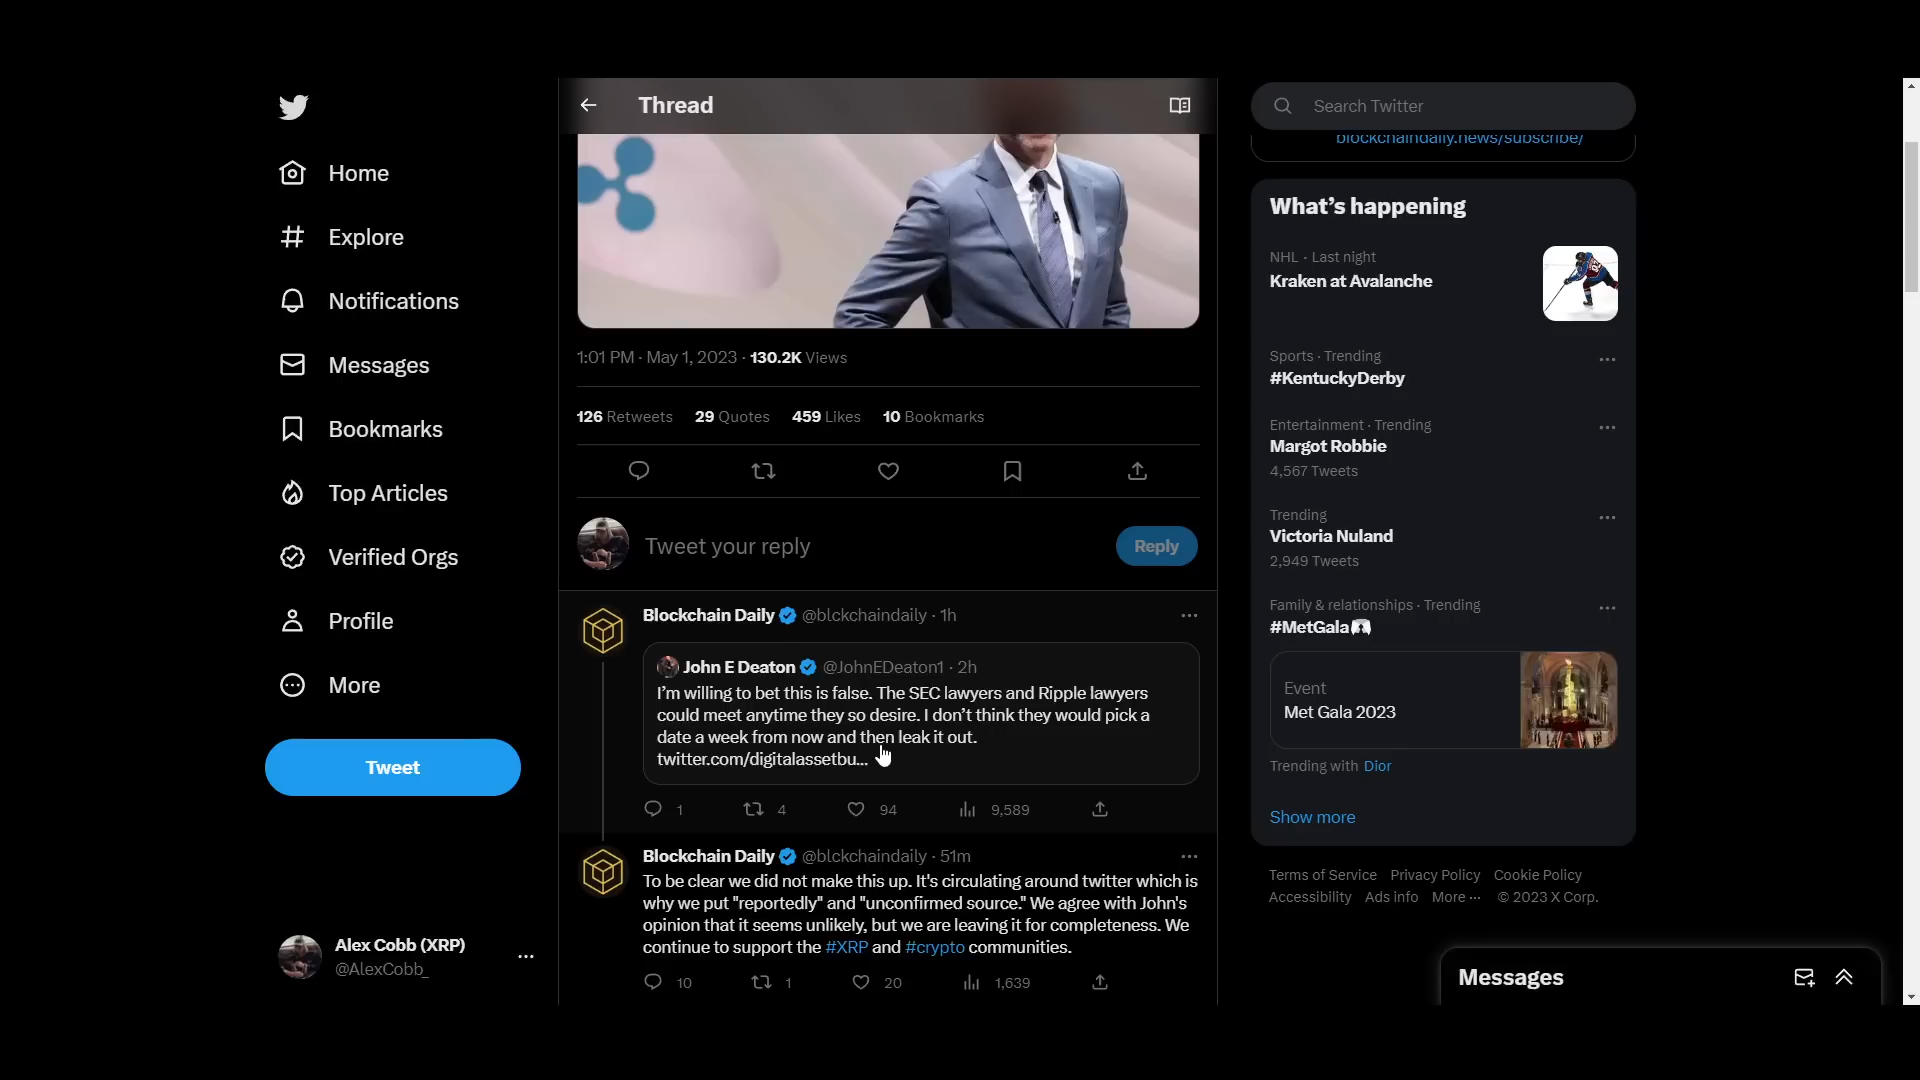 Home
Explore
Notifications
Messages
Bookmarks
Top Articles
Verified Orgs
Profile
More
Tweet
Alex Cobb (XRP)
@AlexCobb_
Thread
1:01 PM · May 1, 2023 · 130.2K Views
126 Retweets 29 Quotes 459 Likes 10 Bookmarks
Tweet your reply
Reply
Blockchain Daily @blckchaindaily · 1h
John E Deaton @JohnEDeaton1 · 2h
I'm willing to bet this is false. The SEC lawyers and Ripple lawyers
could meet anytime they so desire. I don't think they would pick a
date a week from now and then leak it out.
twitter.com/digitalassetbu...
1 4 94 9,589
Blockchain Daily @blckchaindaily · 51m
To be clear we did not make this up. It's circulating around twitter which is
why we put "reportedly" and "unconfirmed source." We agree with John's
opinion that it seems unlikely, but we are leaving it for completeness. We
continue to support the #XRP and #crypto communities.
10 1 20 1,639
Search Twitter
blockchaindaily.news/subscribe/
What's happening
NHL · Last night
Kraken at Avalanche
Sports · Trending
#KentuckyDerby
Entertainment · Trending
Margot Robbie
4,567 Tweets
Trending
Victoria Nuland
2,949 Tweets
Family & relationships · Trending
#MetGala
Event
Met Gala 2023
Trending with Dior
Show more
Terms of Service Privacy Policy Cookie Policy
Accessibility Ads info More ··· © 2023 X Corp.
Messages